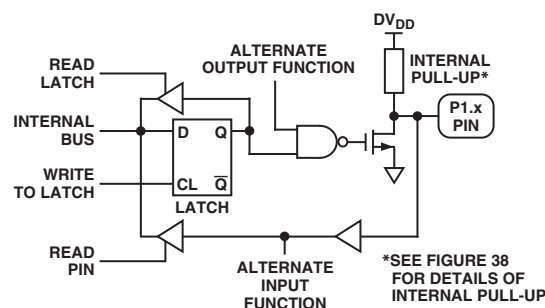 DVDD
ALTERNATE
OUTPUT FUNCTION
READ
LATCH
INTERNAL
PULL-UP*
INTERNAL
BUS
D
Q
P1.x
PIN
WRITE
TO LATCH
CL
Q
LATCH
READ
PIN
ALTERNATE
INPUT
FUNCTION
*SEE FIGURE 38
FOR DETAILS OF
INTERNAL PULL-UP